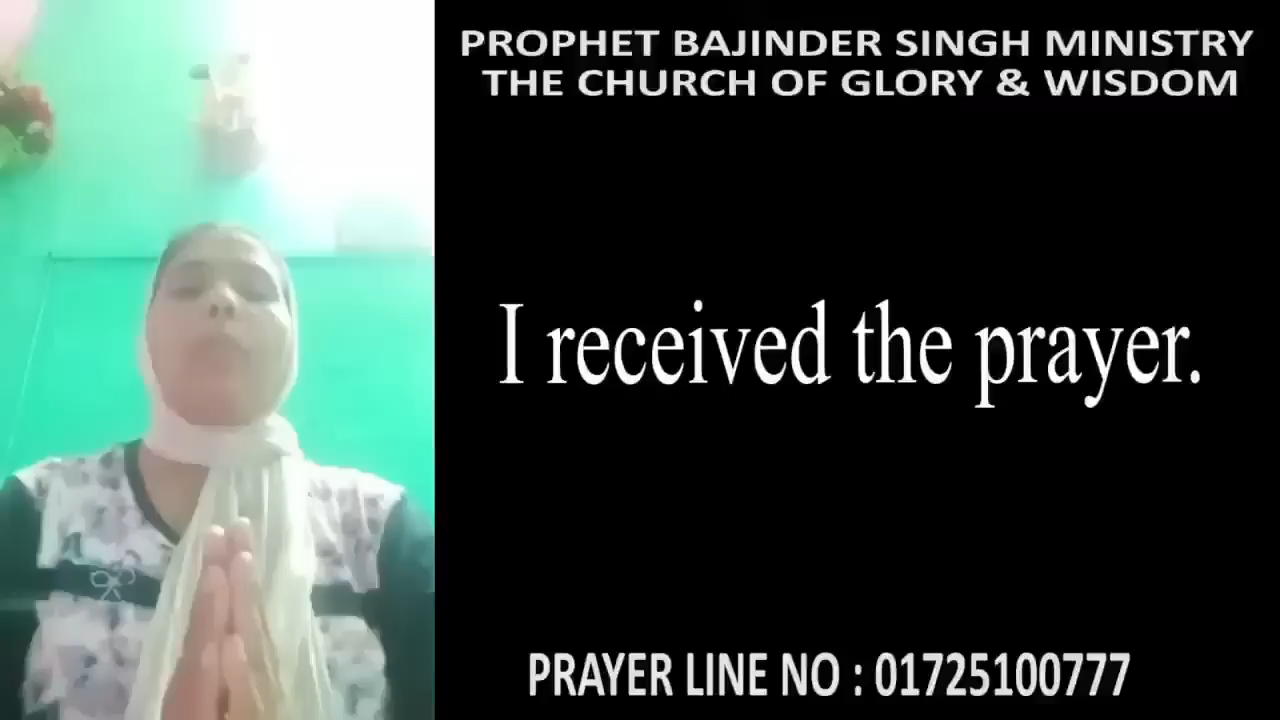 PROPHET BAJINDER SINGH MINISTRY
THE CHURCH OF GLORY & WISDOM
I received the prayer.
PRAYER LINE NO : 01725100777